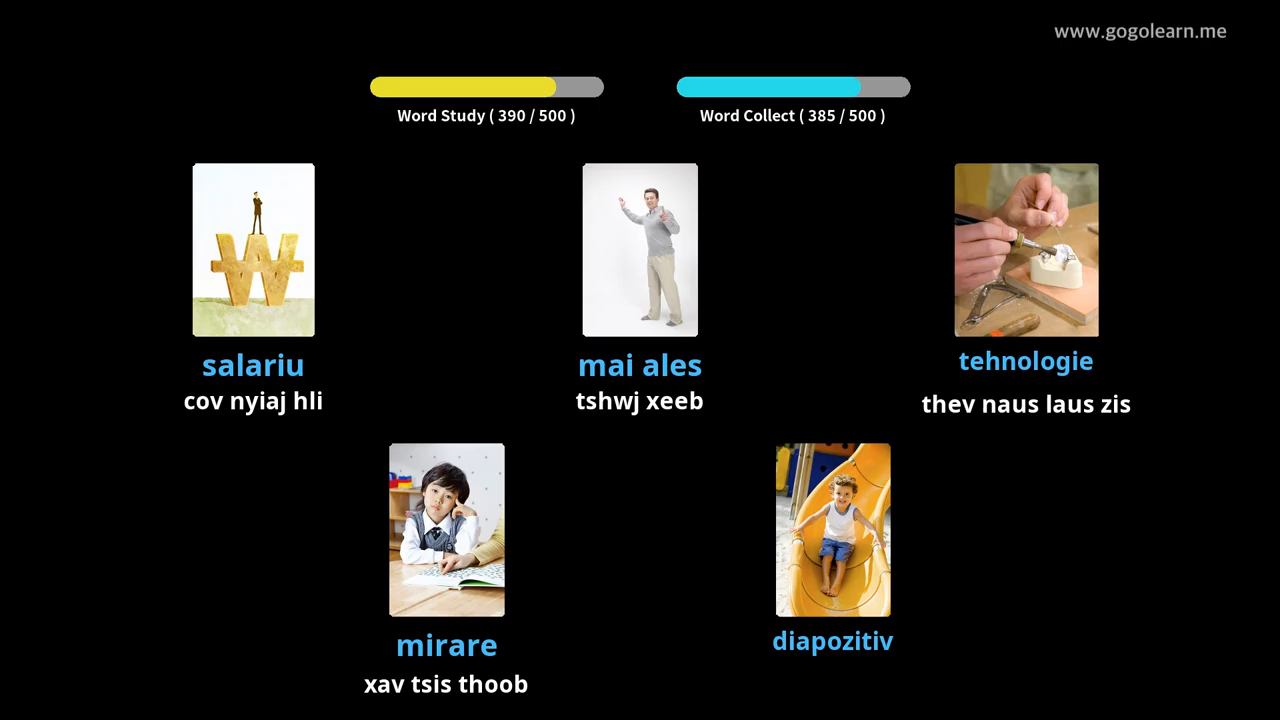 www.gogolearn.me
Word Study ( 390 / 500 )
Word Collect ( 385 / 500 )
salariu
cov nyiaj hli
mai ales
tshwj xeeb
tehnologie
thev naus laus zis
mirare
xav tsis thoob
diapozitiv